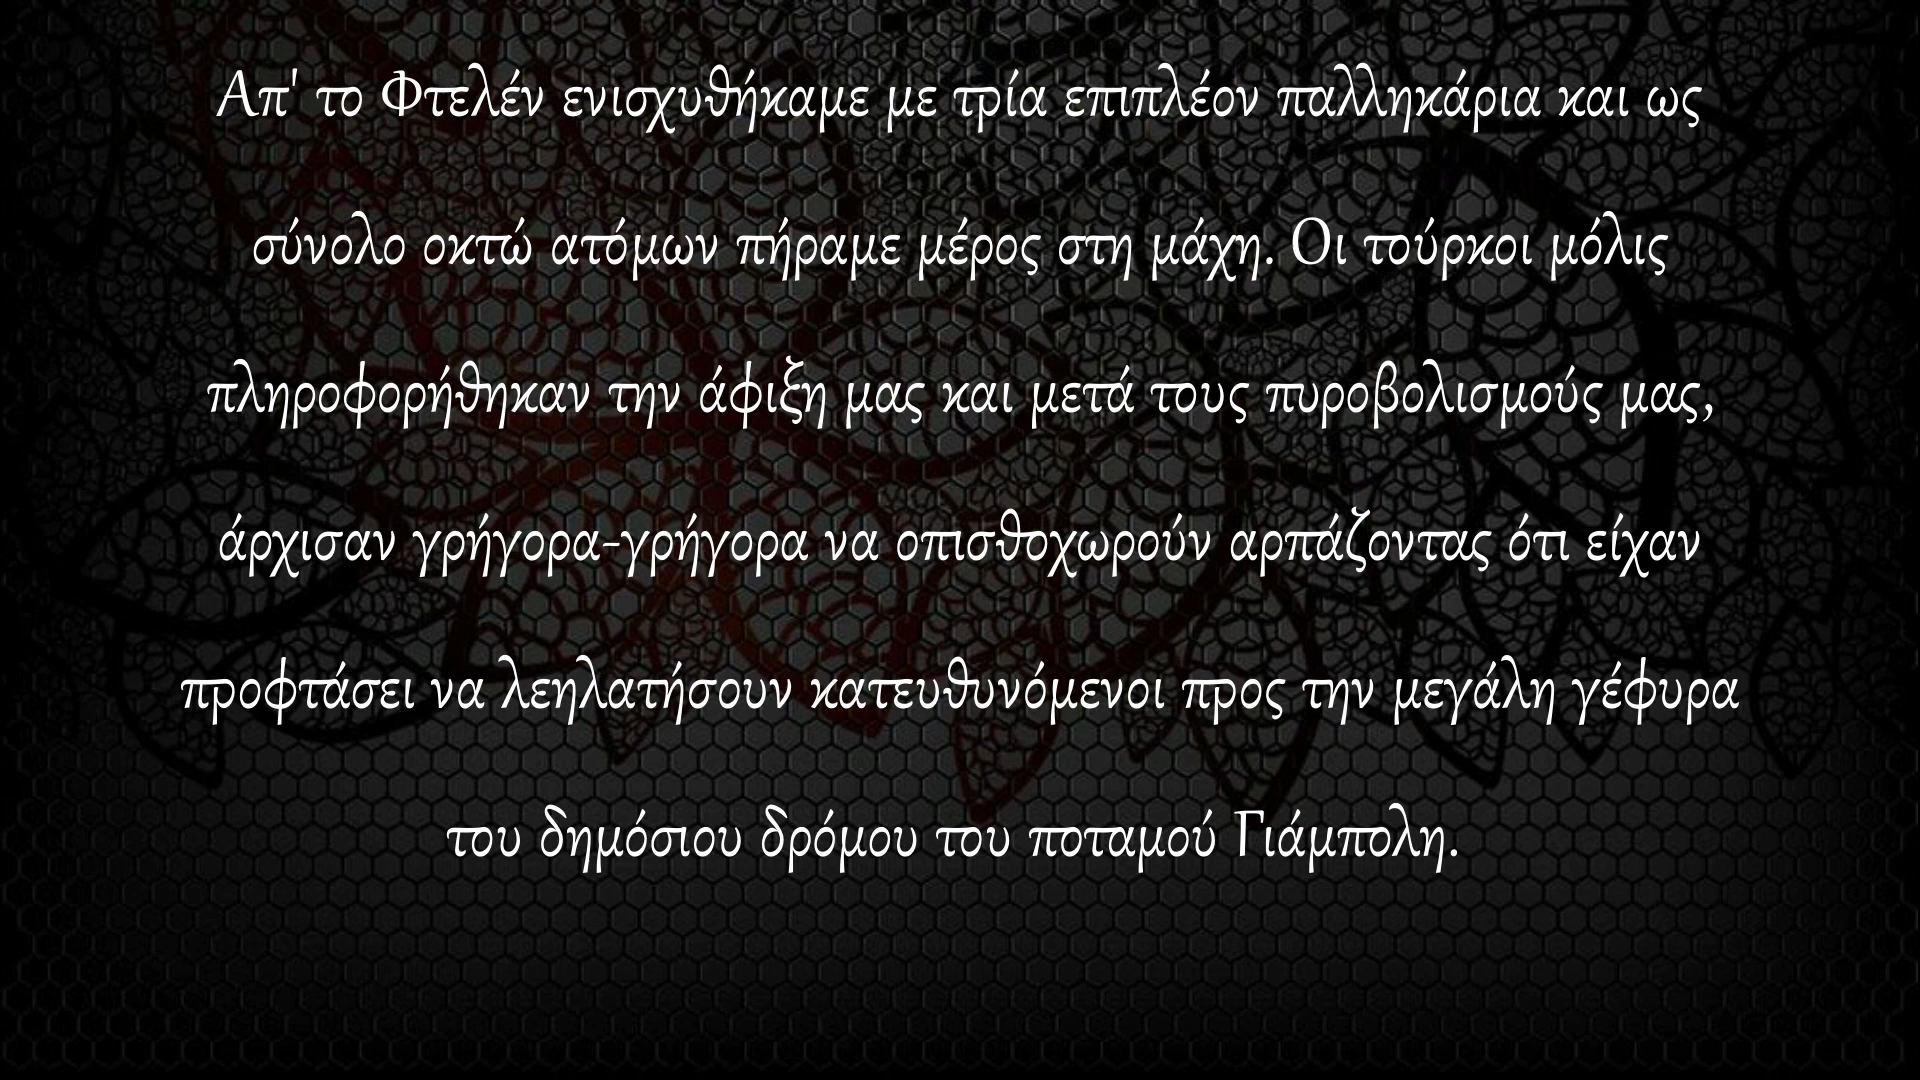 Απ' το Φτελέν ενισχυθήκαμε με τρία επιπλέον παλληκάρια και ως
σύνολο οκτώ ατόμων πήραμε μέρος στη μάχη. Οι τούρκοι μόλις
πληροφορήθηκαν την άφιξη μας και μετά τους πυροβολισμούς μας,
άρχισαν γρήγορα-γρήγορα να οπισθοχωρούν αρπάζοντας ότι είχαν
προφτάσει να λεηλατήσουν κατευθυνόμενοι προς την μεγάλη γέφυρα
του δημόσιου δρόμου του ποταμού Γιάμπολη.